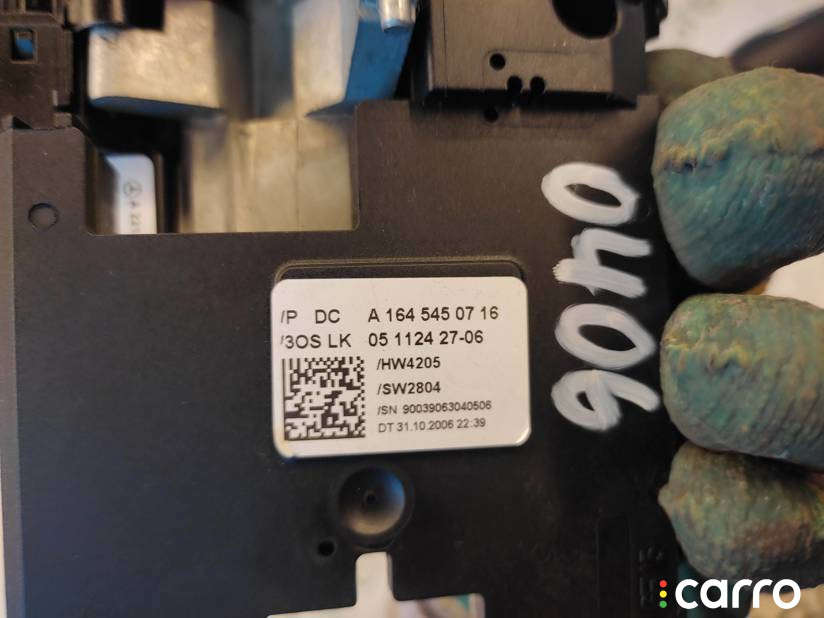 /P DC A 164 545 07 16
/3OS LK 05 1124 27-06
/HW4205
/SW2804
/SN 90039063040506
DT 31.10.2006 22:39
9040
A 22
carro